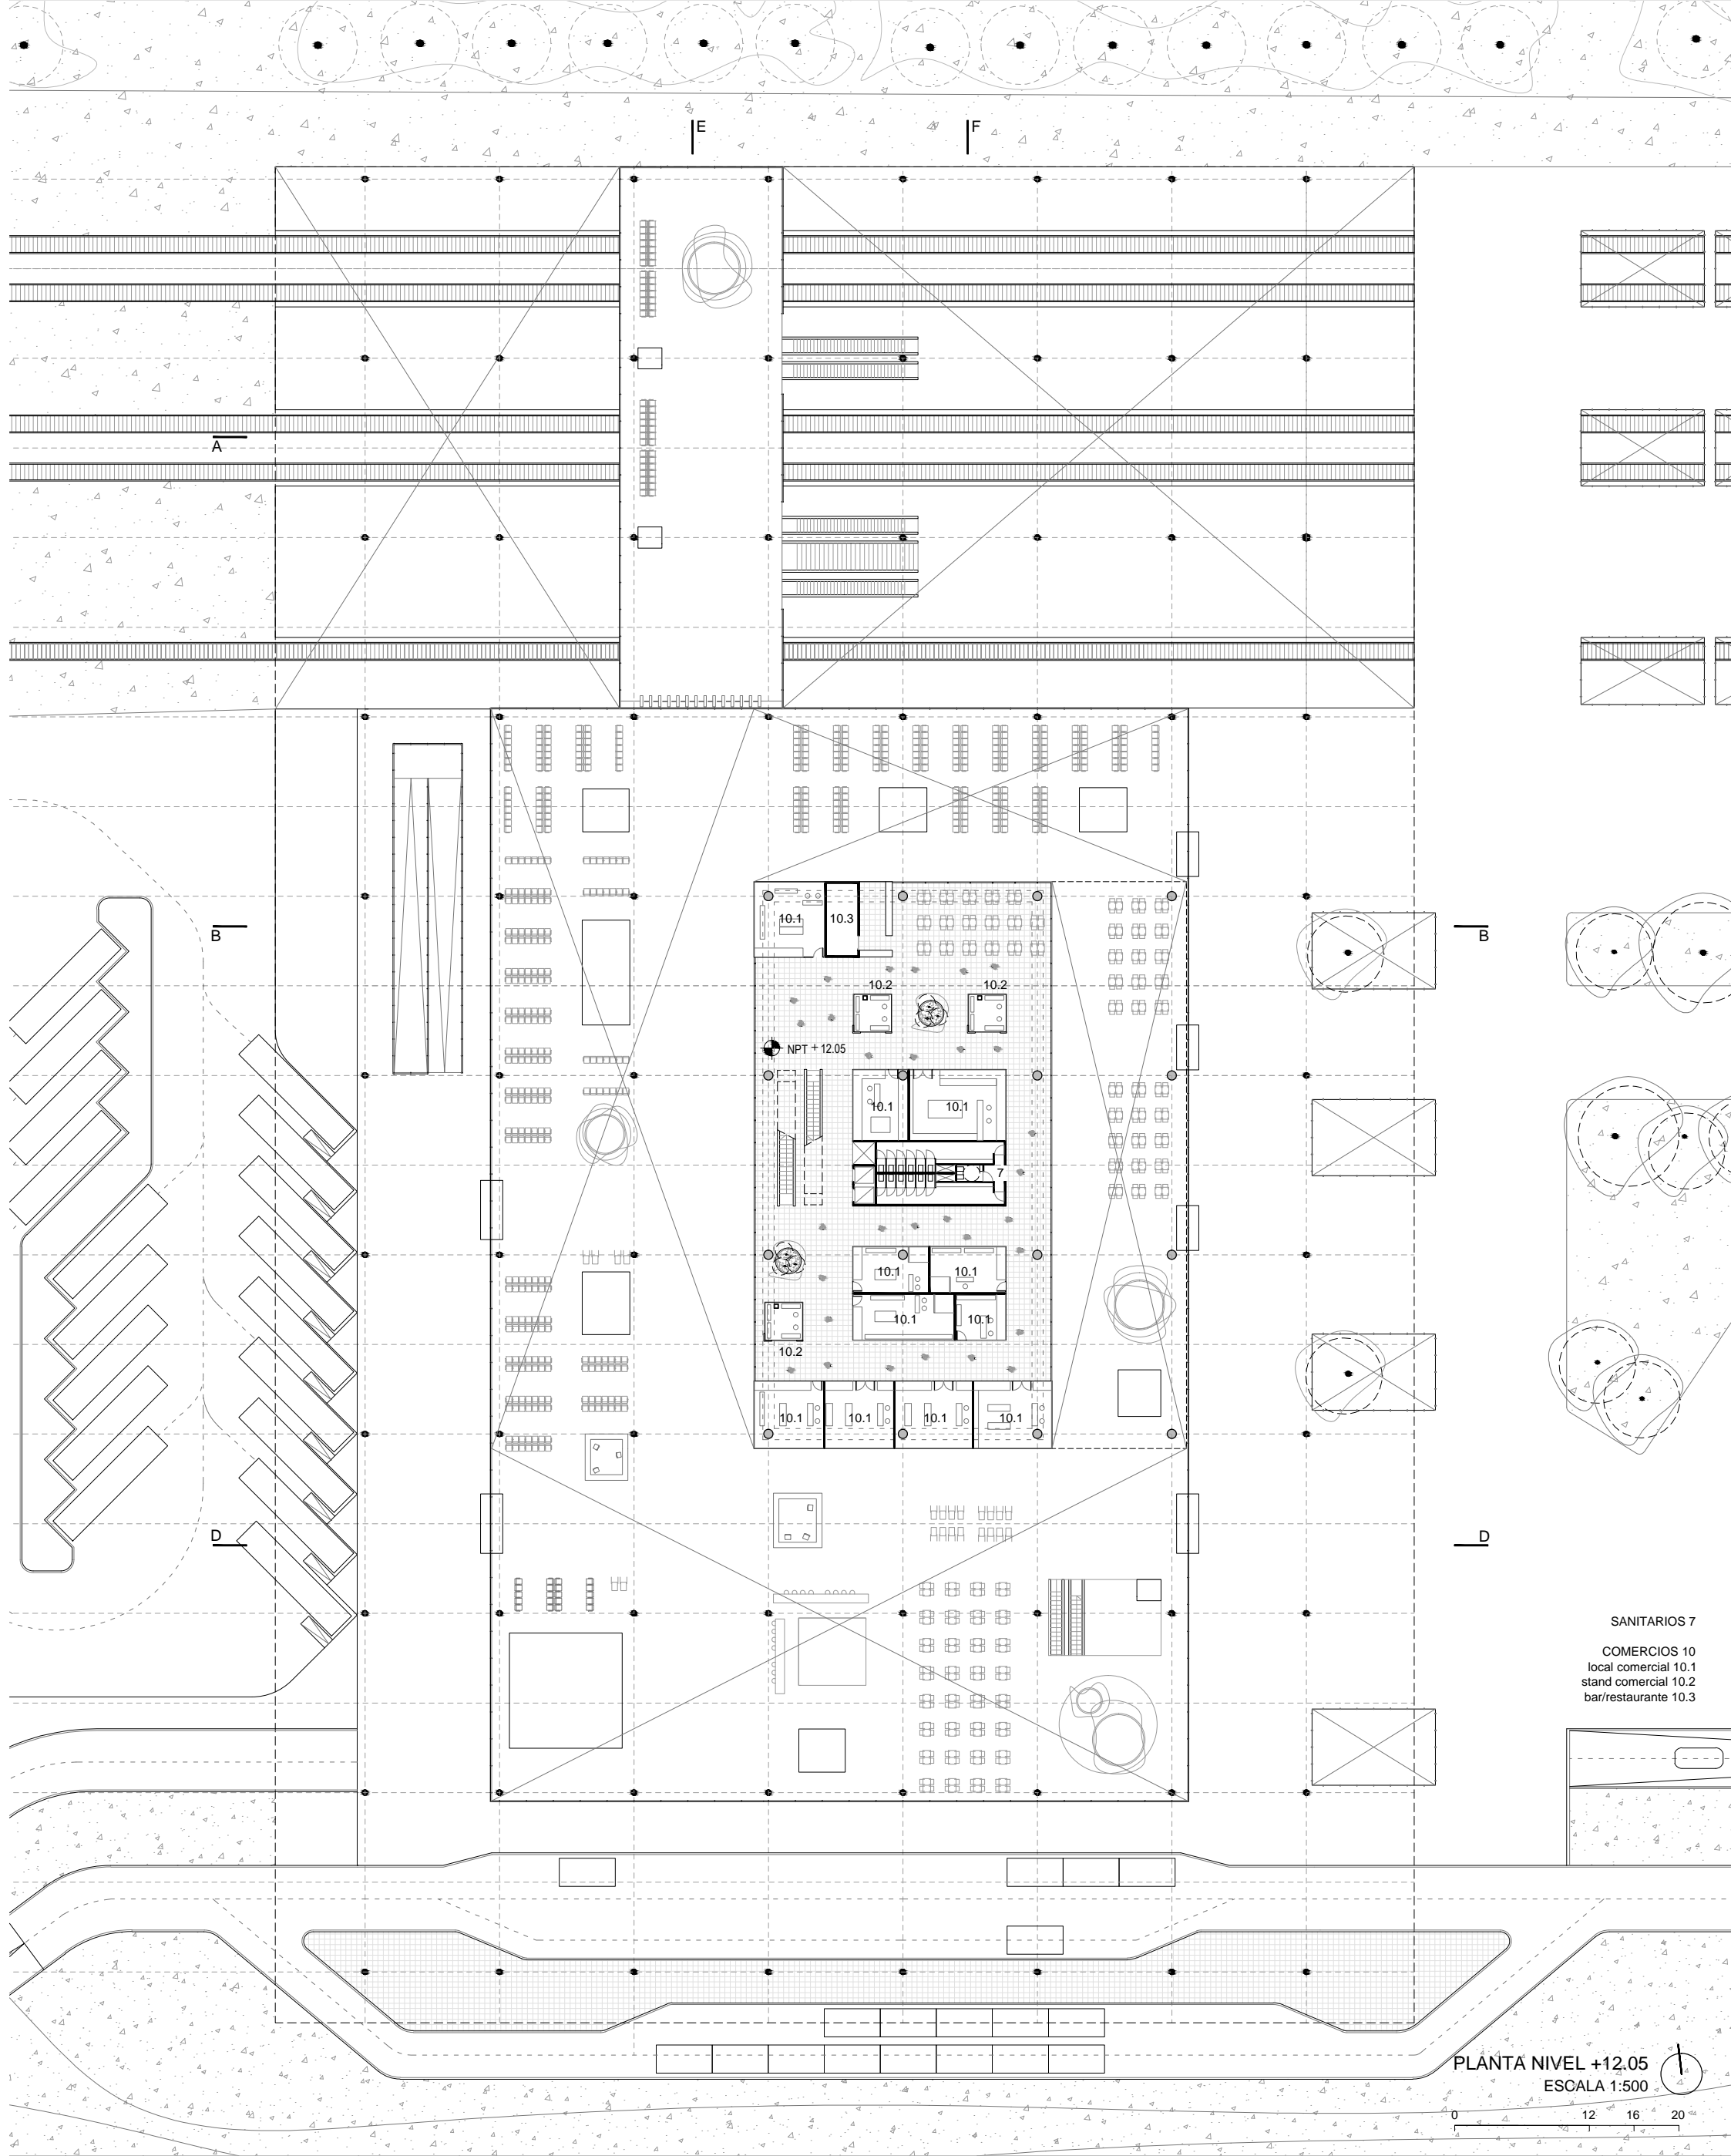 E
F
A
10.1
10.3
B
B
10.2
10.2
NPT + 12.05
10.1
10.1
7
10.1
10.1
10.1
10.1
10.2
10.1
10.1
10.1
10.1
D
D
SANITARIOS 7
COMERCIOS 10
local comercial 10.1
stand comercial 10.2
bar/restaurante 10.3
PLANTA NIVEL +12.05
ESCALA 1:500
0 12 16 20